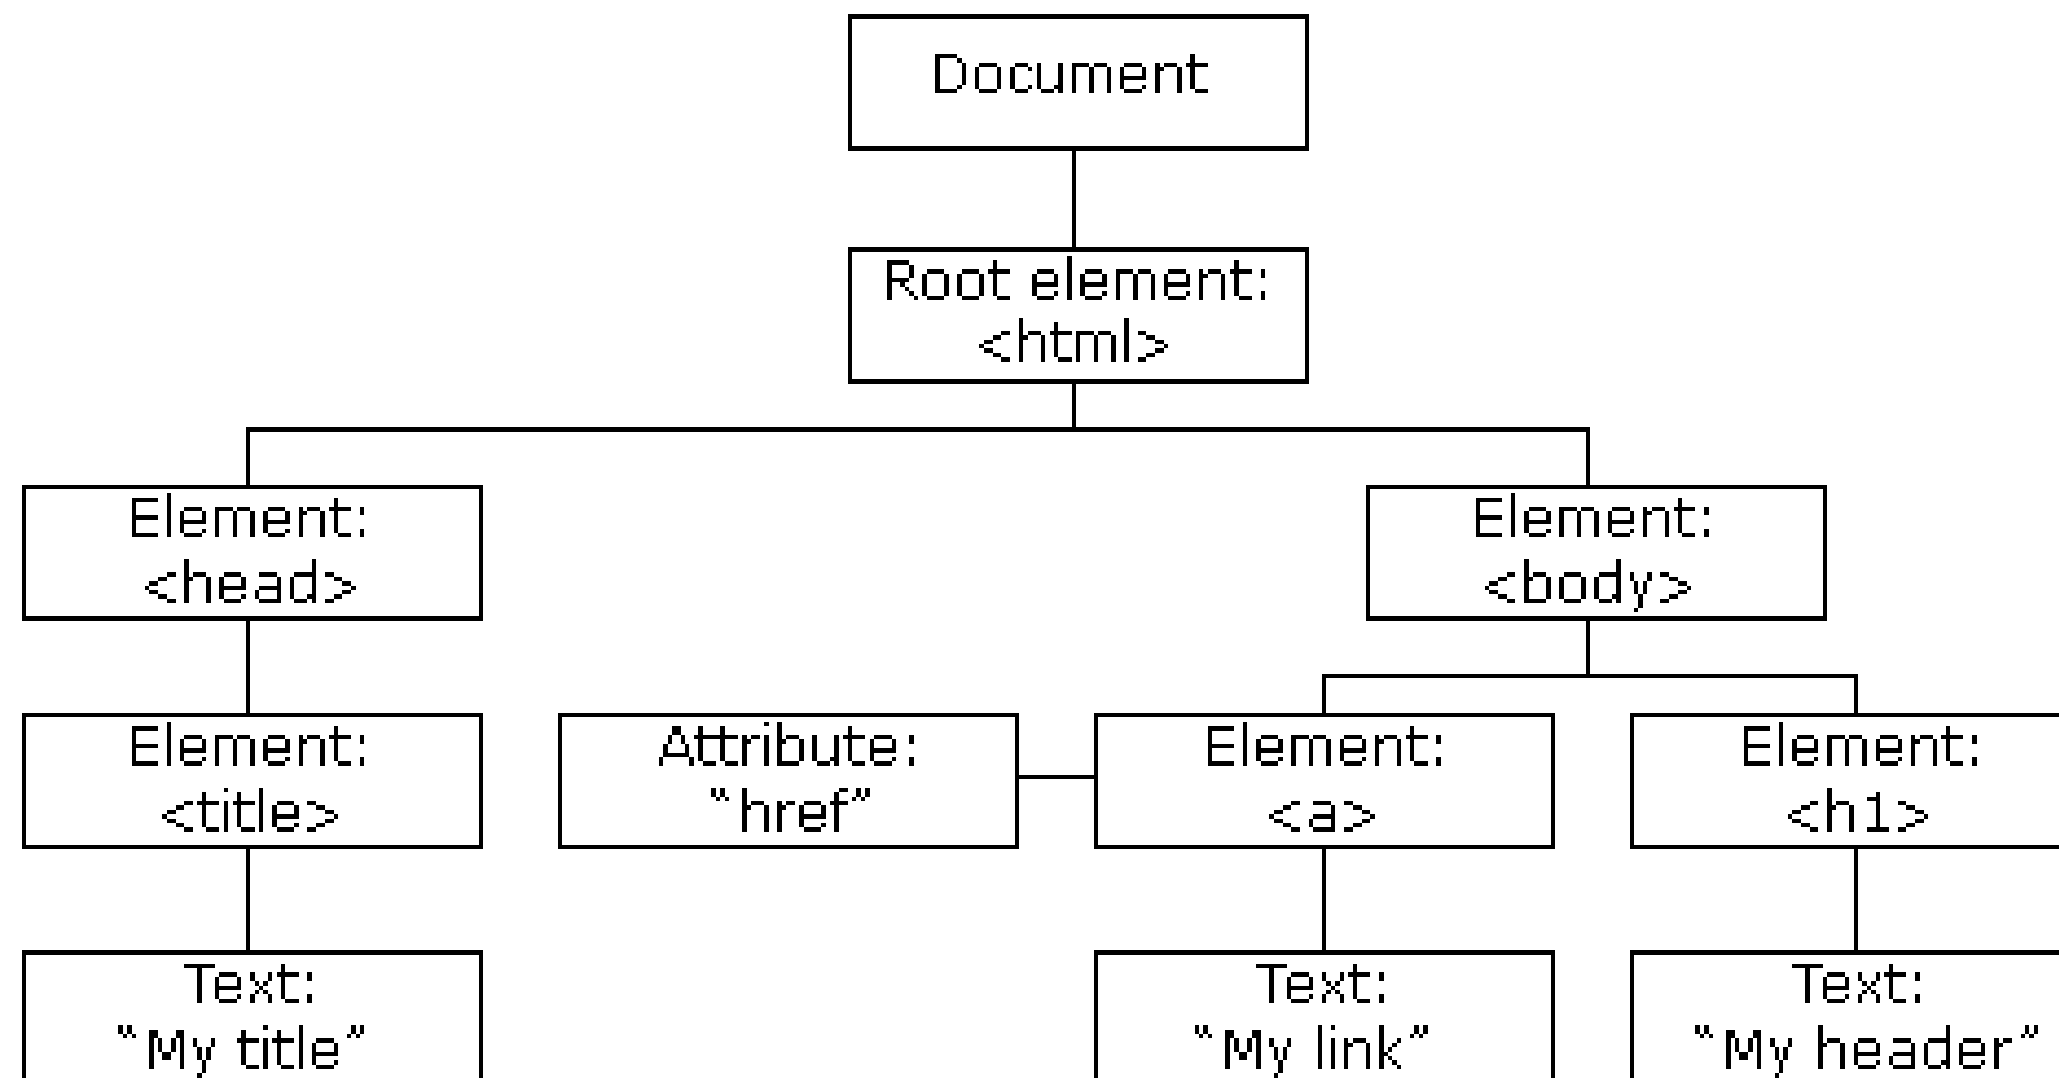 Document
Root element:
<html>
Element:
<head>
Element:
<body>
Element:
<title>
Attribute:
“href”
Element:
<a>
Element:
<h1>
Text:
“My title”
Text:
“My link”
Text:
“My header”